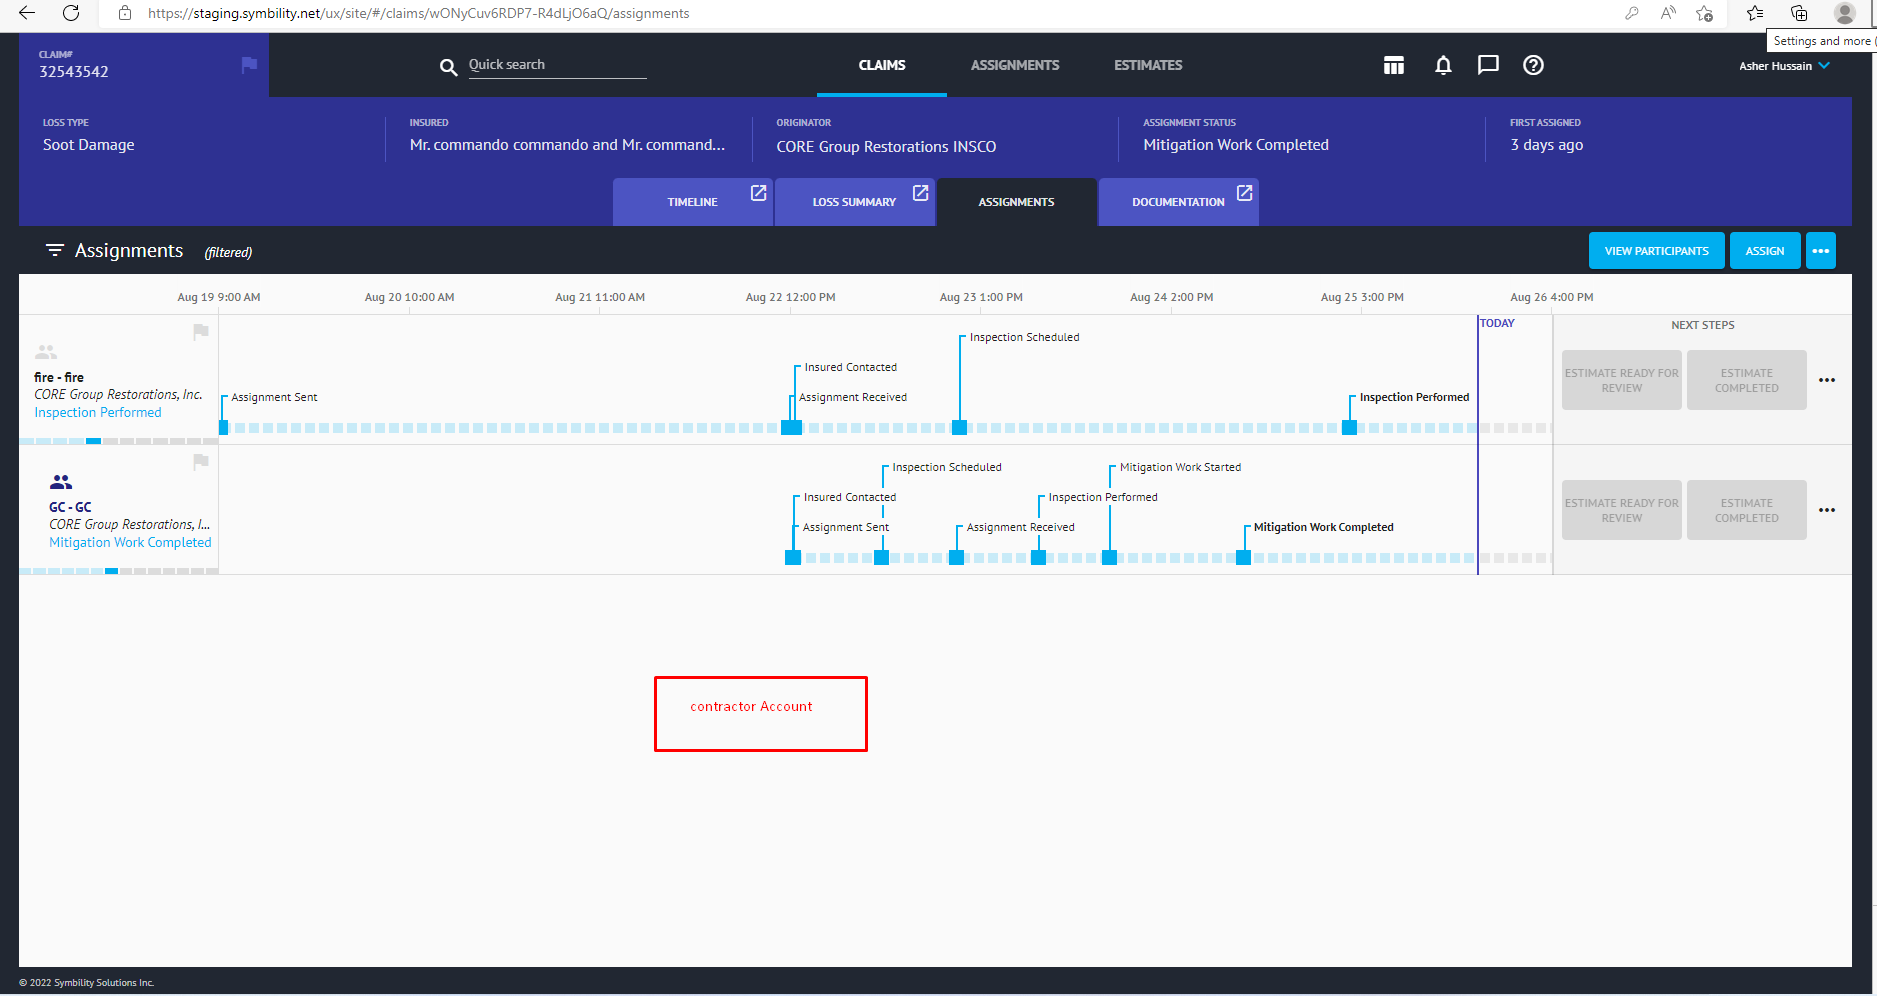 https://staging.symbility.net/ux/site/#/claims/wONyCuv6RDP7-R4dLjO6aQ/assignments
Settings and more (
CLAIM#
32543542
Quick search
CLAIMS
ASSIGNMENTS
ESTIMATES
Asher Hussain
LOSS TYPE
Soot Damage
INSURED
Mr. commando commando and Mr. command...
ORIGINATOR
CORE Group Restorations INSCO
ASSIGNMENT STATUS
Mitigation Work Completed
FIRST ASSIGNED
3 days ago
TIMELINE
LOSS SUMMARY
ASSIGNMENTS
DOCUMENTATION
Assignments (filtered)
VIEW PARTICIPANTS
ASSIGN
Aug 19 9:00 AM
Aug 20 10:00 AM
Aug 21 11:00 AM
Aug 22 12:00 PM
Aug 23 1:00 PM
Aug 24 2:00 PM
Aug 25 3:00 PM
Aug 26 4:00 PM
TODAY
NEXT STEPS
fire - fire
CORE Group Restorations, Inc.
Inspection Performed
Assignment Sent
Insured Contacted
Assignment Received
Inspection Scheduled
Inspection Performed
ESTIMATE READY FOR
REVIEW
ESTIMATE
COMPLETED
GC - GC
CORE Group Restorations, I...
Mitigation Work Completed
Inspection Scheduled
Mitigation Work Started
Insured Contacted
Inspection Performed
Assignment Sent
Assignment Received
Mitigation Work Completed
ESTIMATE READY FOR
REVIEW
ESTIMATE
COMPLETED
contractor Account
© 2022 Symbility Solutions Inc.